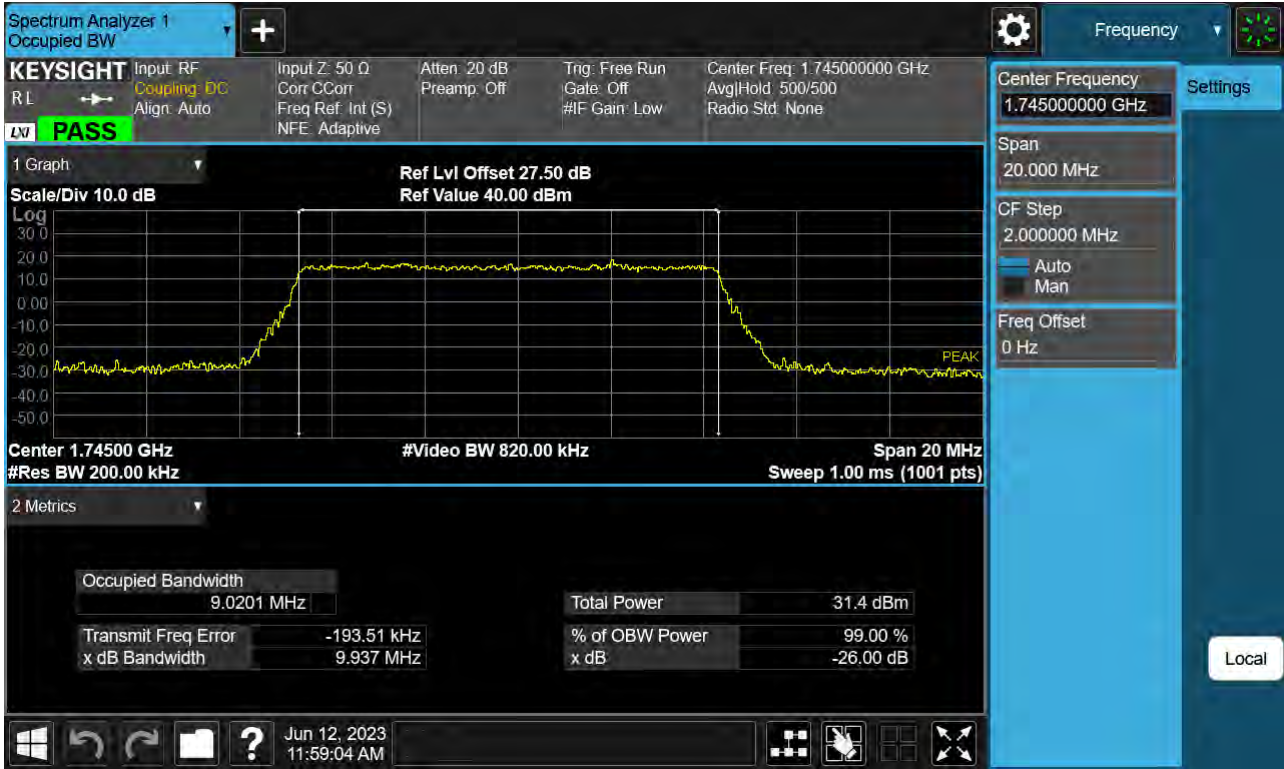 Spectrum Analyzer 1
Occupied BW
+
Frequency
KEYSIGHT
RL
LXI
PASS
Input: RF
Coupling: DC
Align: Auto
Input Z: 50 Ω
Corr CCorr
Freq Ref: Int (S)
NFE: Adaptive
Atten: 20 dB
Preamp: Off
Trig: Free Run
Gate: Off
#IF Gain: Low
Center Freq: 1.745000000 GHz
Avg|Hold: 500/500
Radio Std: None
1 Graph
Scale/Div 10.0 dB
Ref Lvl Offset 27.50 dB
Ref Value 40.00 dBm
Log
30.0
20.0
10.0
0.00
-10.0
-20.0
-30.0
-40.0
-50.0
PEAK
Center 1.74500 GHz
#Video BW 820.00 kHz
Span 20 MHz
#Res BW 200.00 kHz
Sweep 1.00 ms (1001 pts)
2 Metrics
Occupied Bandwidth
9.0201 MHz
Transmit Freq Error -193.51 kHz
x dB Bandwidth 9.937 MHz
Total Power 31.4 dBm
% of OBW Power 99.00 %
x dB -26.00 dB
?
Jun 12, 2023
11:59:04 AM
Center Frequency
1.745000000 GHz
Span
20.000 MHz
CF Step
2.000000 MHz
Auto
Man
Freq Offset
0 Hz
Settings
Local